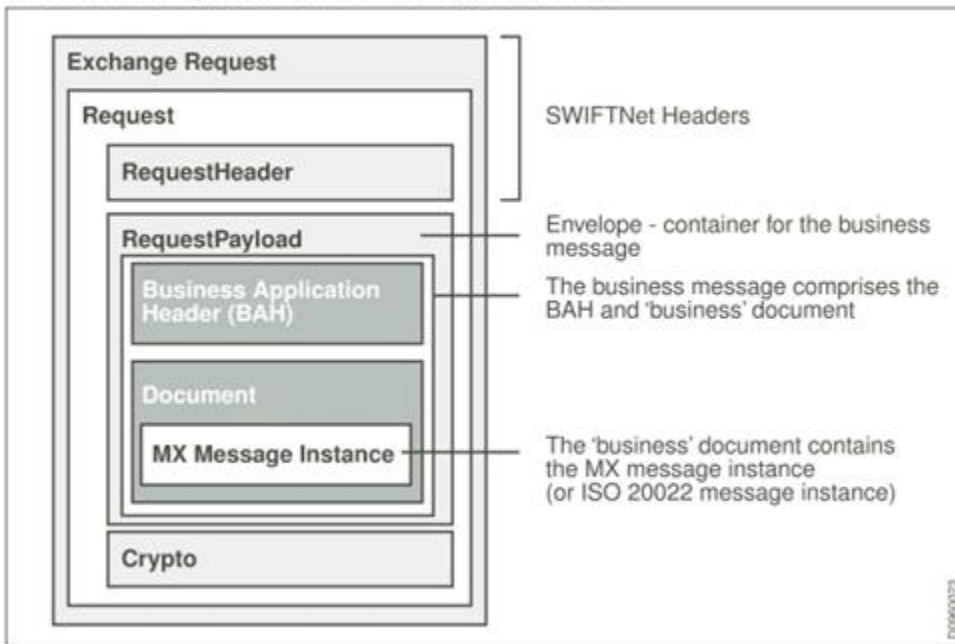 Exchange Request
Request
SWIFTNet Headers
RequestHeader
RequestPayload
Envelope - container for the business
message
Business Application
Header (BAH)
The business message comprises the
BAH and ‘business’ document
Document
MX Message Instance
The ‘business’ document contains
the MX message instance
(or ISO 20022 message instance)
Crypto